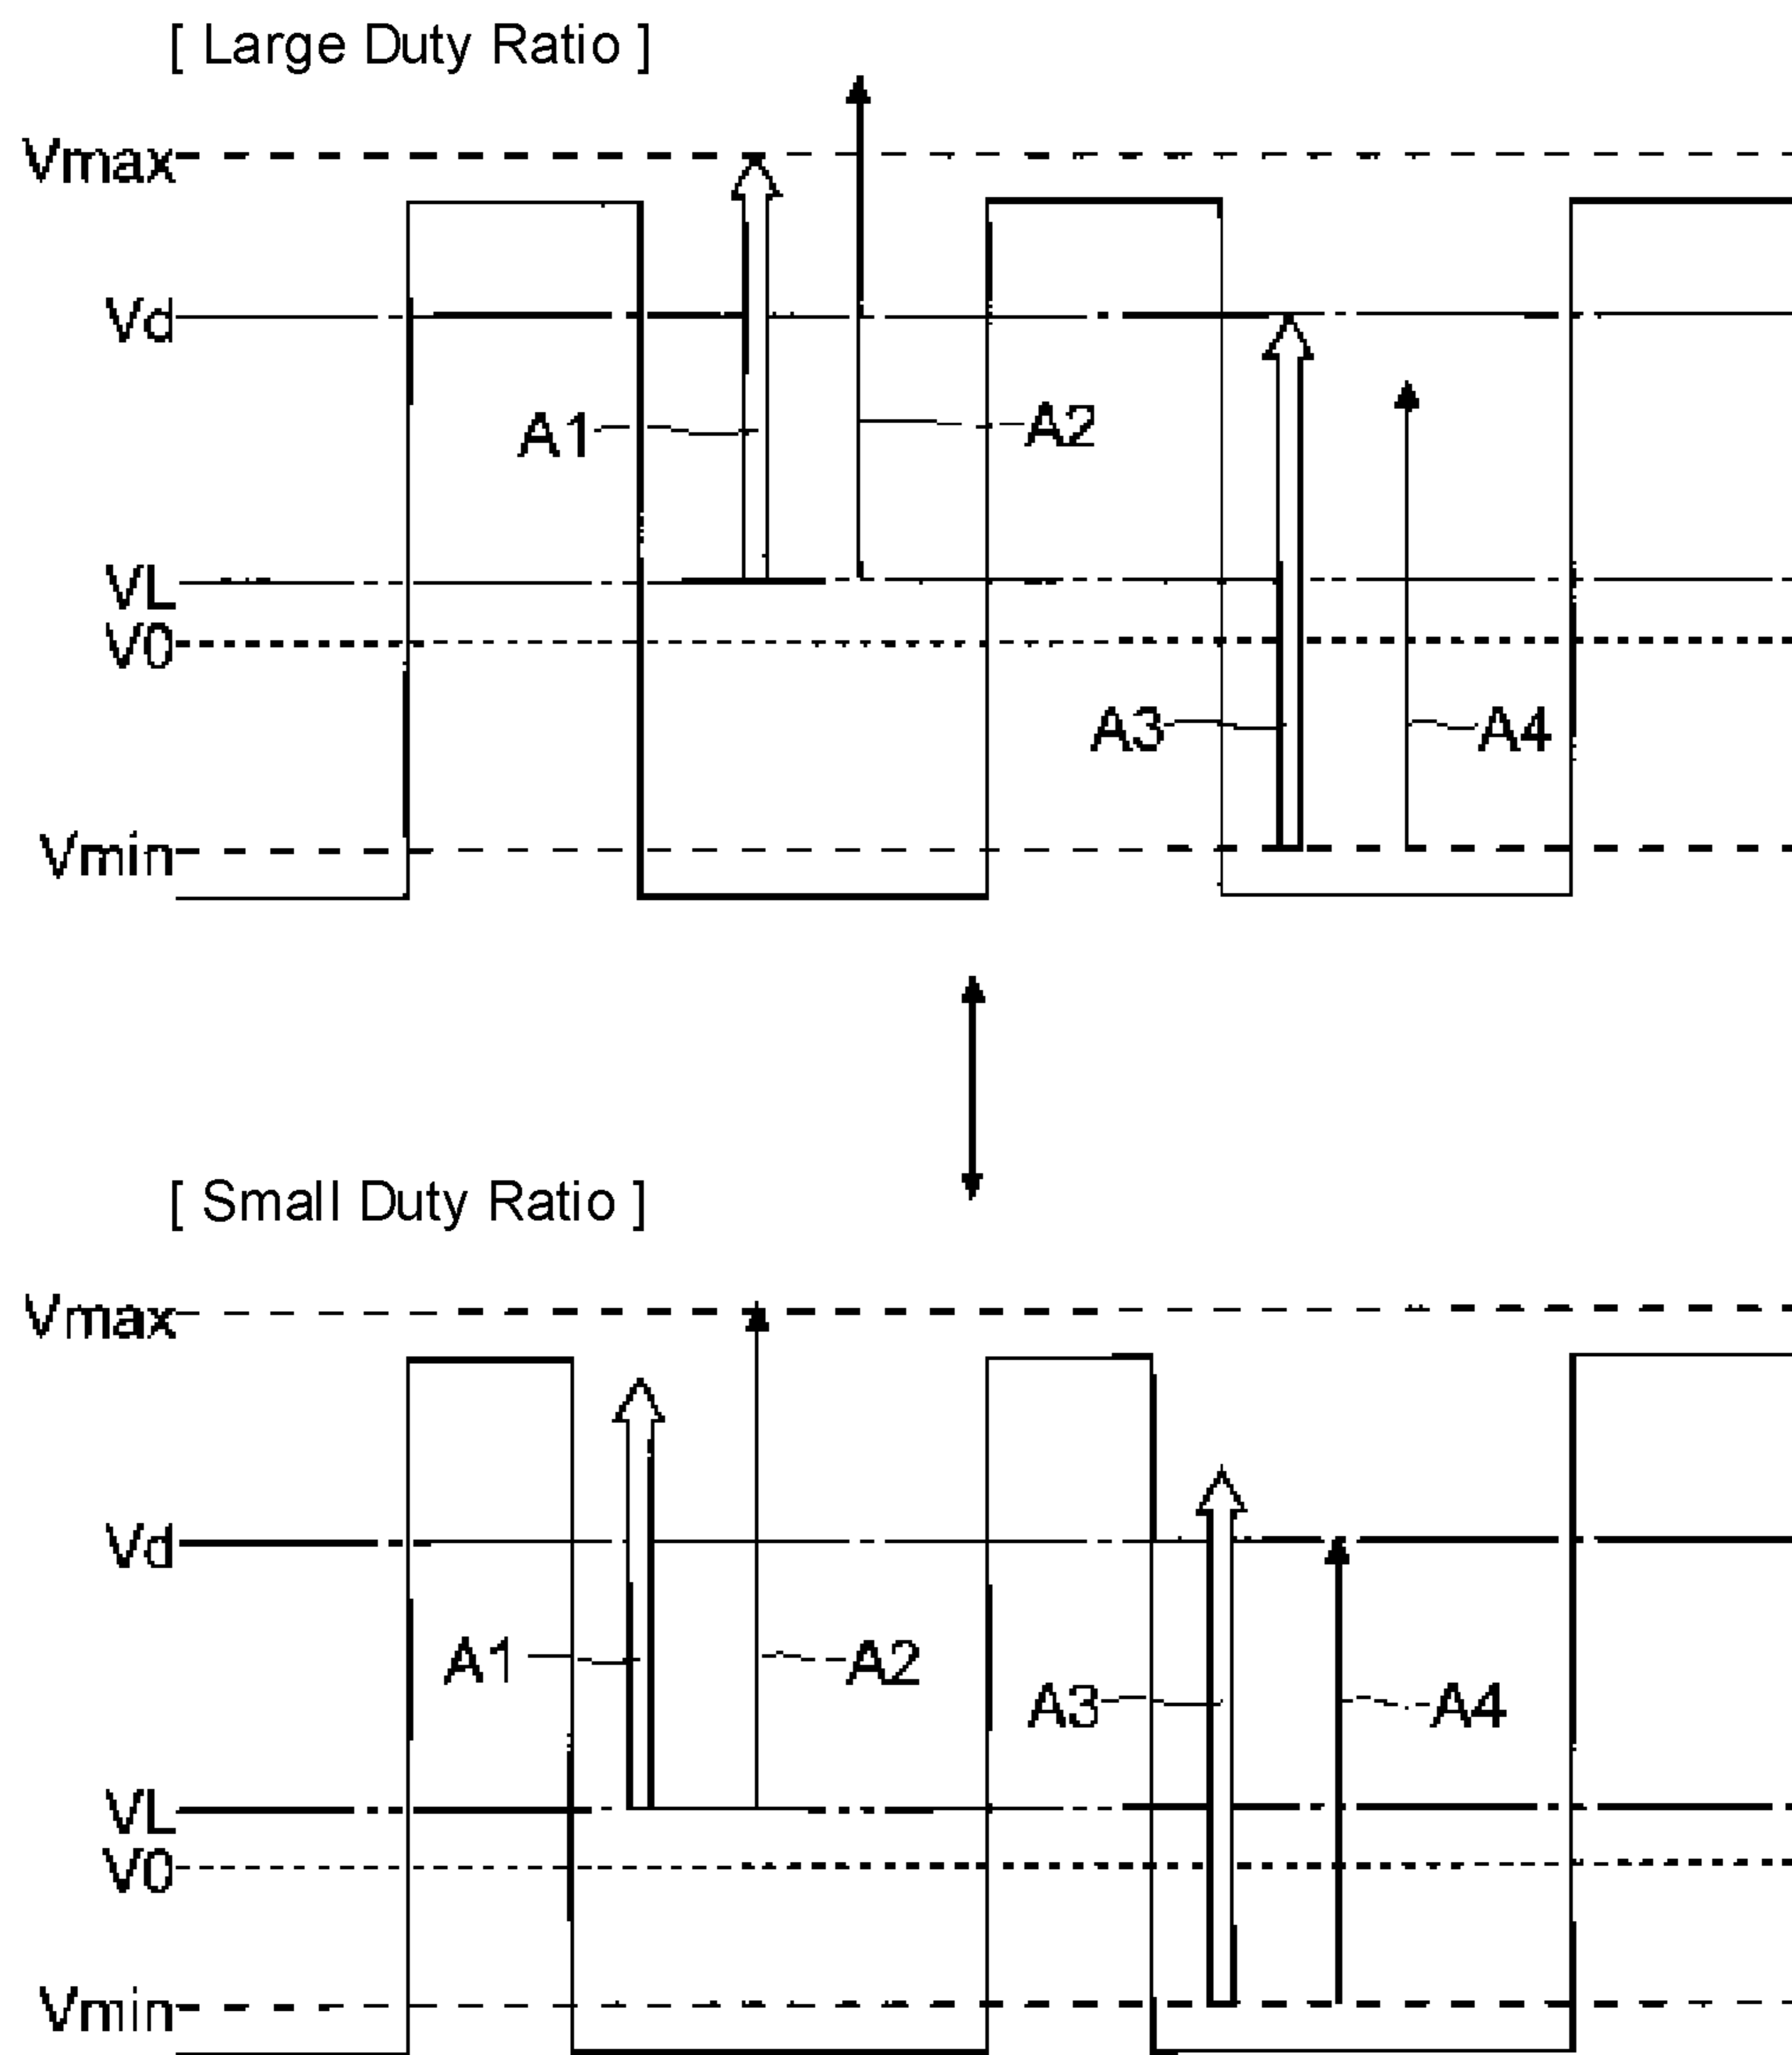 [ Large Duty Ratio ]
Vmax
Vd
A1
A2
VL
V0
A3
A4
Vmin
[ Small Duty Ratio ]
Vmax
Vd
A1
A2
A3
A4
VL
V0
Vmin